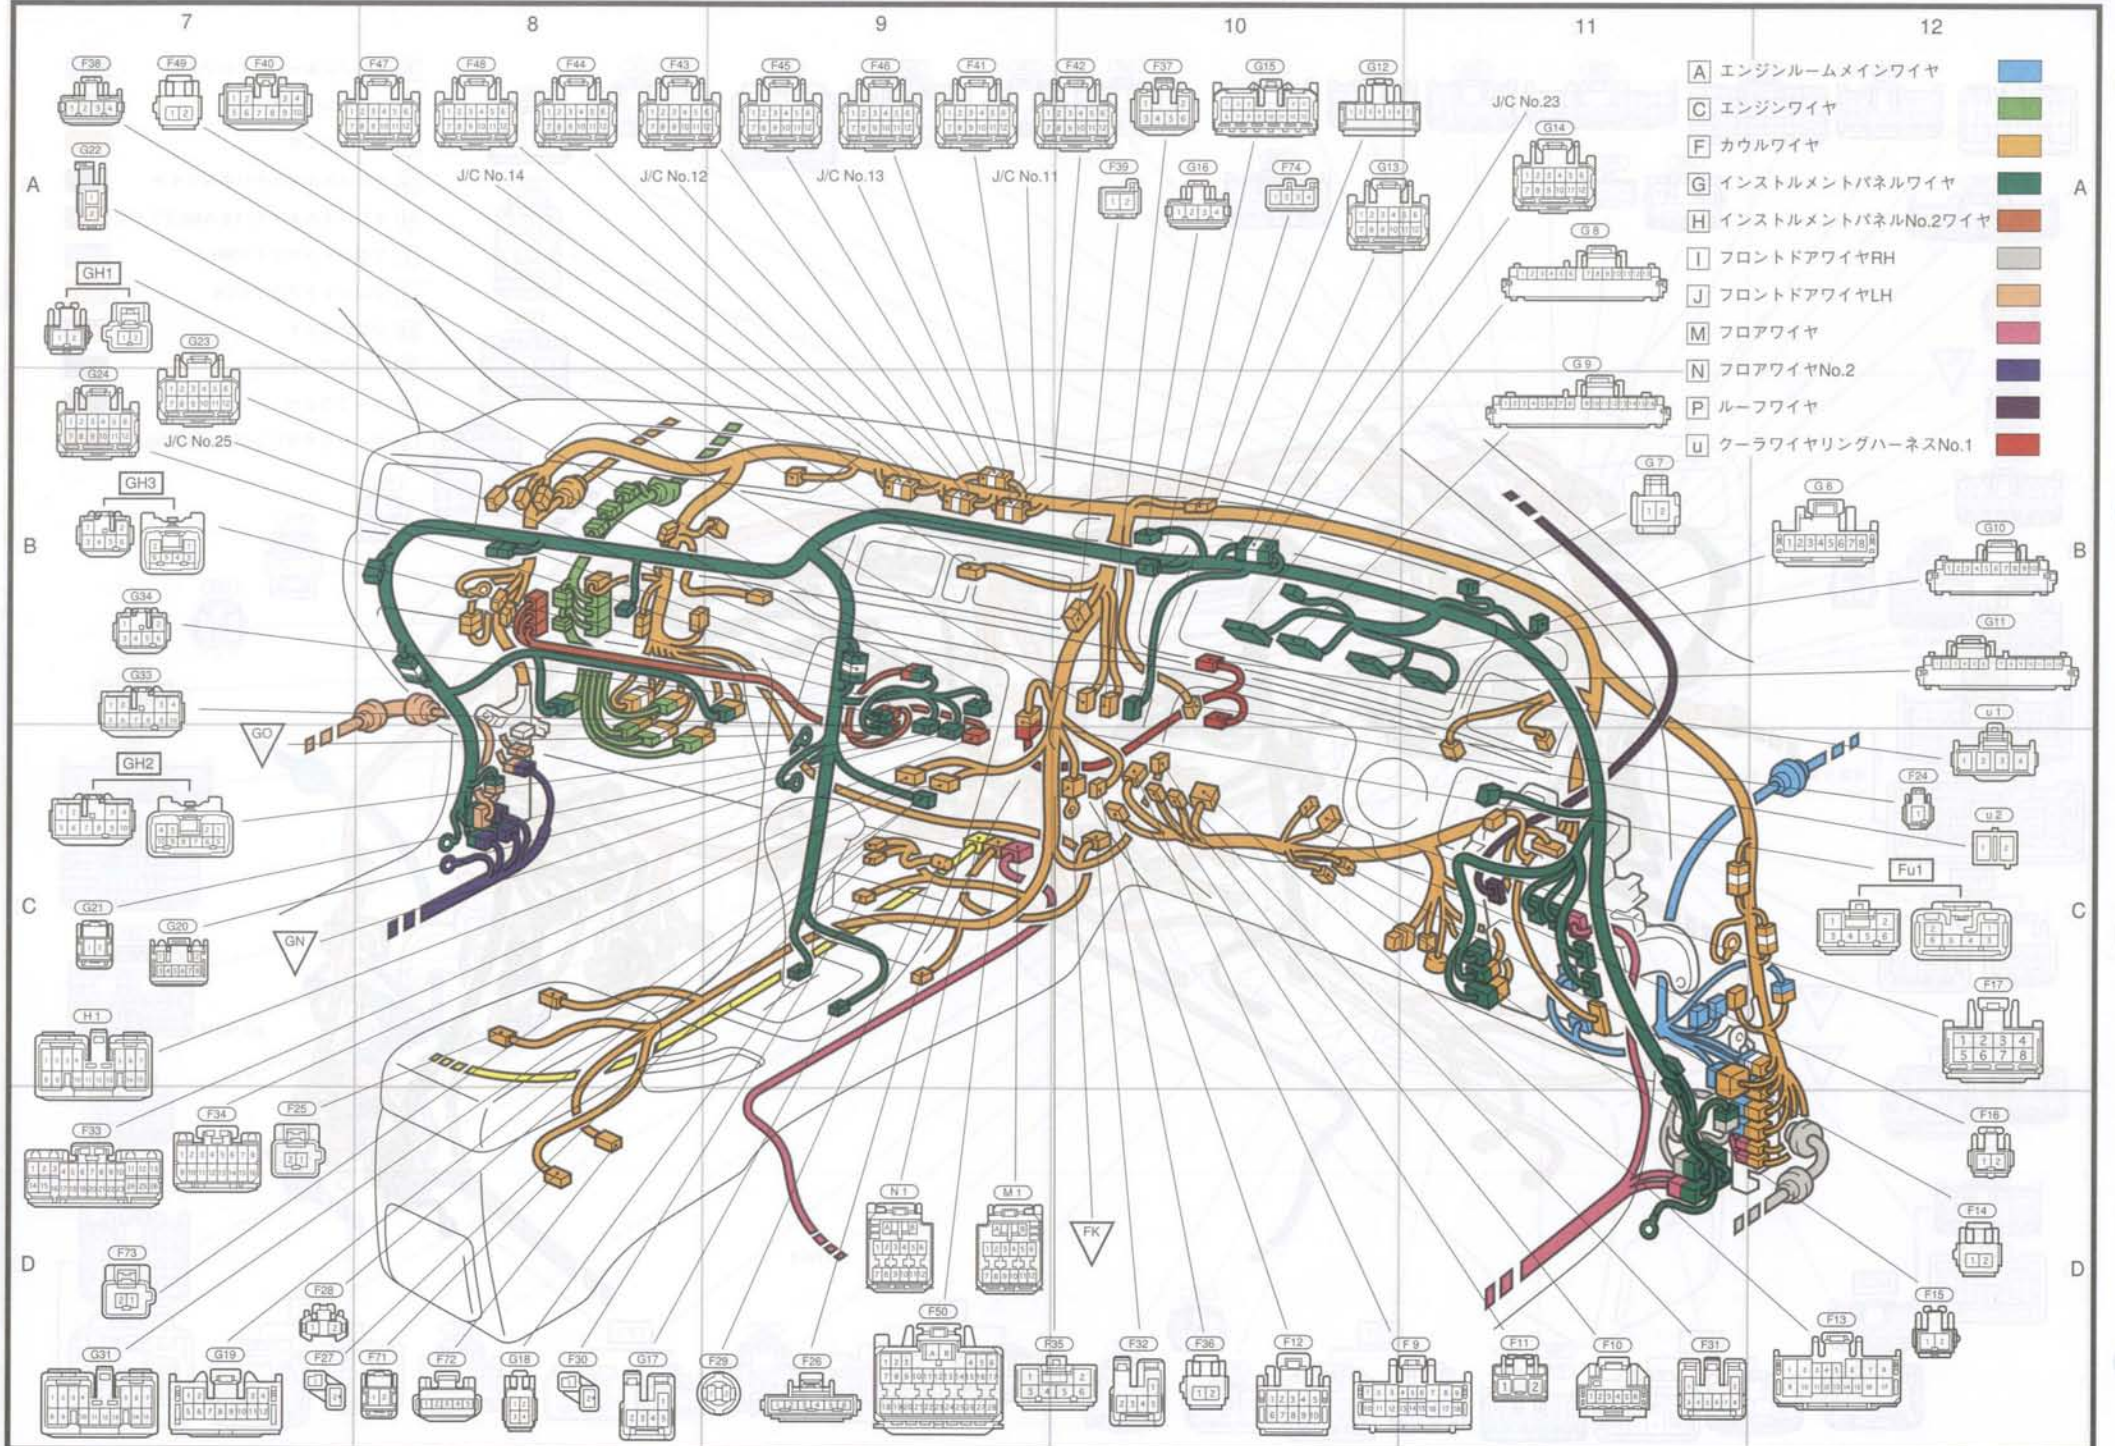 7 8 9 10 11 12
A
B
C
D
A
B
C
D
F38 F49 F40 F47 F48 F44 F43 F45 F46 F41 F42 F37 G15 G12
J/C No.23
G14
G22
J/C No.14 J/C No.12 J/C No.13 J/C No.11
F39 G16 F74 G13
G 8
GH1
G23
G24
J/C No.25
G 9
A エンジンルームメインワイヤ
C エンジンワイヤ
F カウルワイヤ
G インストルメントパネルワイヤ
H インストルメントパネルNo.2ワイヤ
I フロントドアワイヤRH
J フロントドアワイヤLH
M フロアワイヤ
N フロアワイヤNo.2
P ルーフワイヤ
u クーラワイヤリングハーネスNo.1
G 7
G 6
G10
G11
GH3
G34
G33
GO
GH2
G21
G20
GN
H 1
F33 F34 F25
F73
F28
u 1
F24
u 2
Fu1
F17
F16
F14
F15
N 1 M 1
FK
G31 G19 F27 F71 F72 G18 F30 G17 F29 F26 F50 F35 F32 F36 F12 F 9 F11 F10 F31 F13